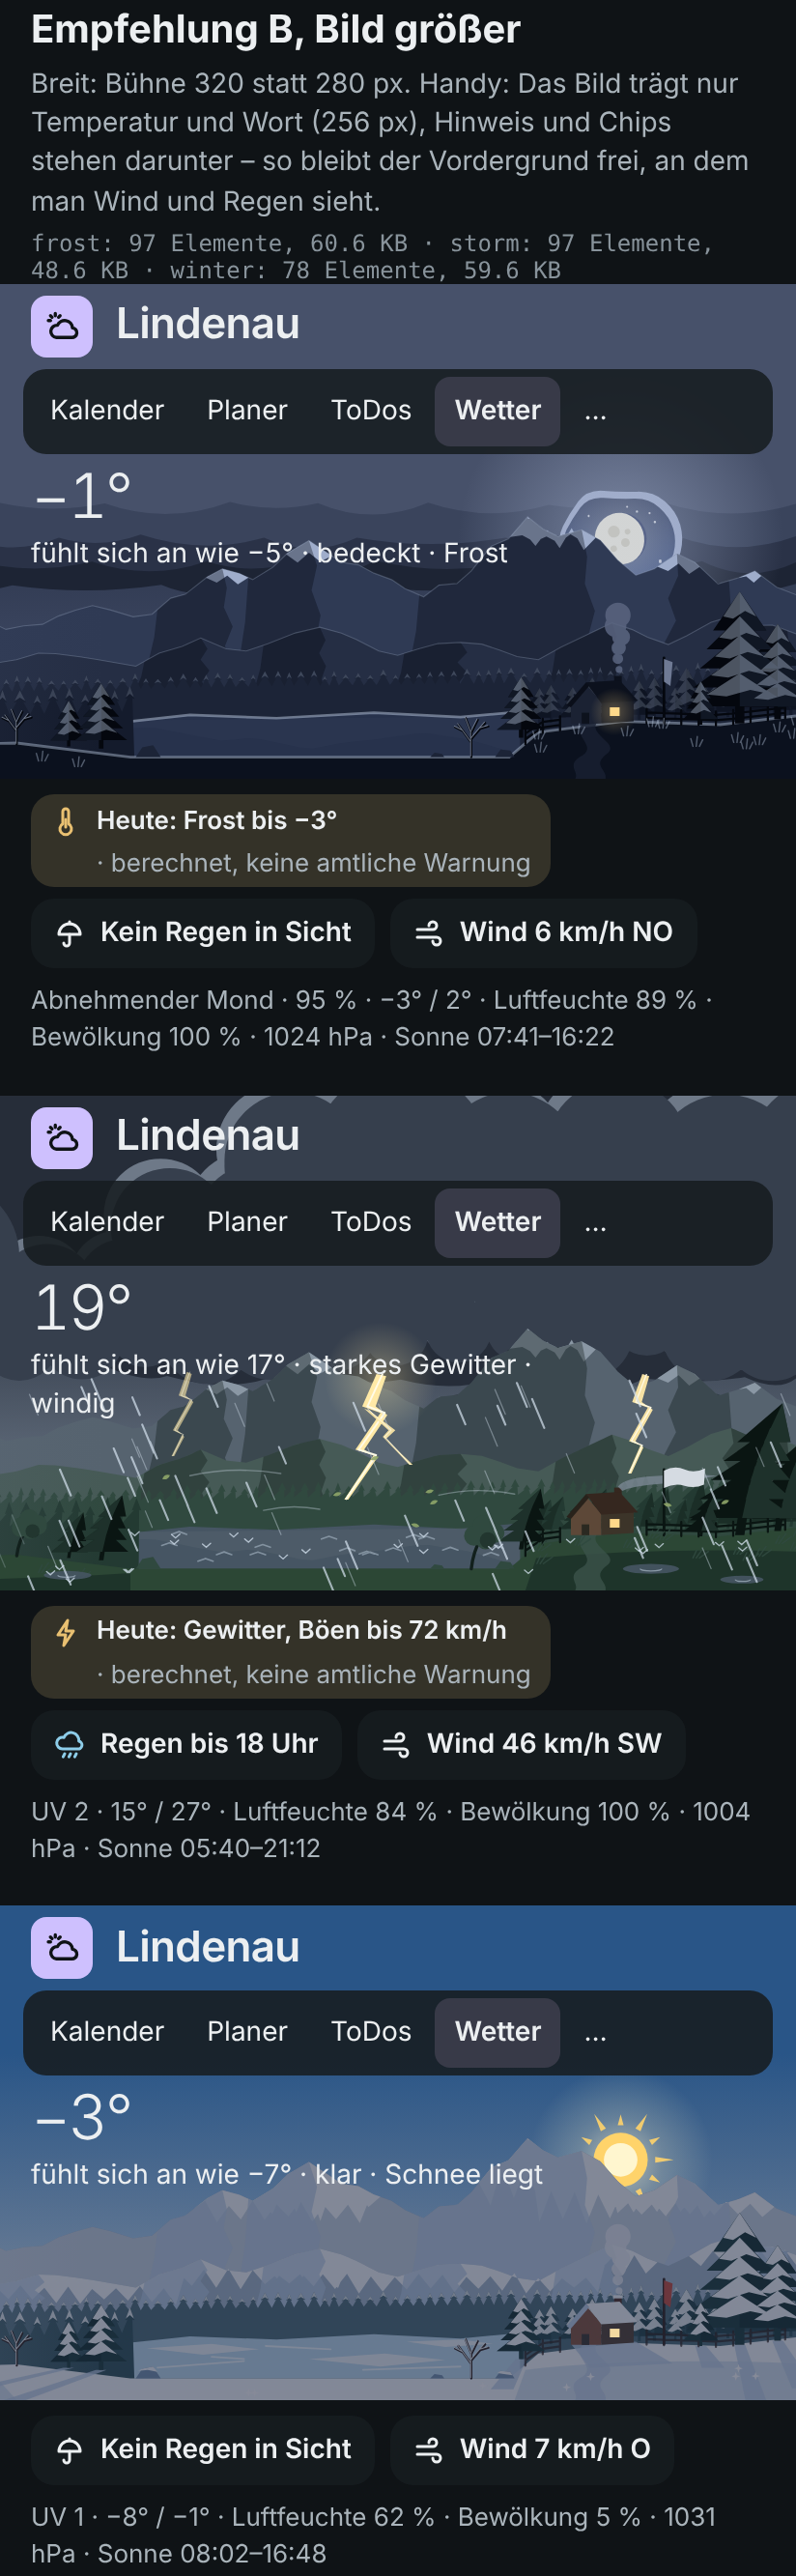 Empfehlung B, Bild größer
Breit: Bühne 320 statt 280 px. Handy: Das Bild trägt nur
Temperatur und Wort (256 px), Hinweis und Chips
stehen darunter – so bleibt der Vordergrund frei, an dem
man Wind und Regen sieht.
frost: 97 Elemente, 60.6 KB · storm: 97 Elemente,
48.6 KB · winter: 78 Elemente, 59.6 KB
Lindenau
Kalender Planer ToDos Wetter ...
−1°
fühlt sich an wie −5° · bedeckt · Frost
Heute: Frost bis −3°
· berechnet, keine amtliche Warnung
Kein Regen in Sicht Wind 6 km/h NO
Abnehmender Mond · 95 % · −3° / 2° · Luftfeuchte 89 % ·
Bewölkung 100 % · 1024 hPa · Sonne 07:41–16:22
Lindenau
Kalender Planer ToDos Wetter ...
19°
fühlt sich an wie 17° · starkes Gewitter ·
windig
Heute: Gewitter, Böen bis 72 km/h
· berechnet, keine amtliche Warnung
Regen bis 18 Uhr Wind 46 km/h SW
UV 2 · 15° / 27° · Luftfeuchte 84 % · Bewölkung 100 % · 1004
hPa · Sonne 05:40–21:12
Lindenau
Kalender Planer ToDos Wetter ...
−3°
fühlt sich an wie −7° · klar · Schnee liegt
Kein Regen in Sicht Wind 7 km/h O
UV 1 · −8° / −1° · Luftfeuchte 62 % · Bewölkung 5 % · 1031
hPa · Sonne 08:02–16:48